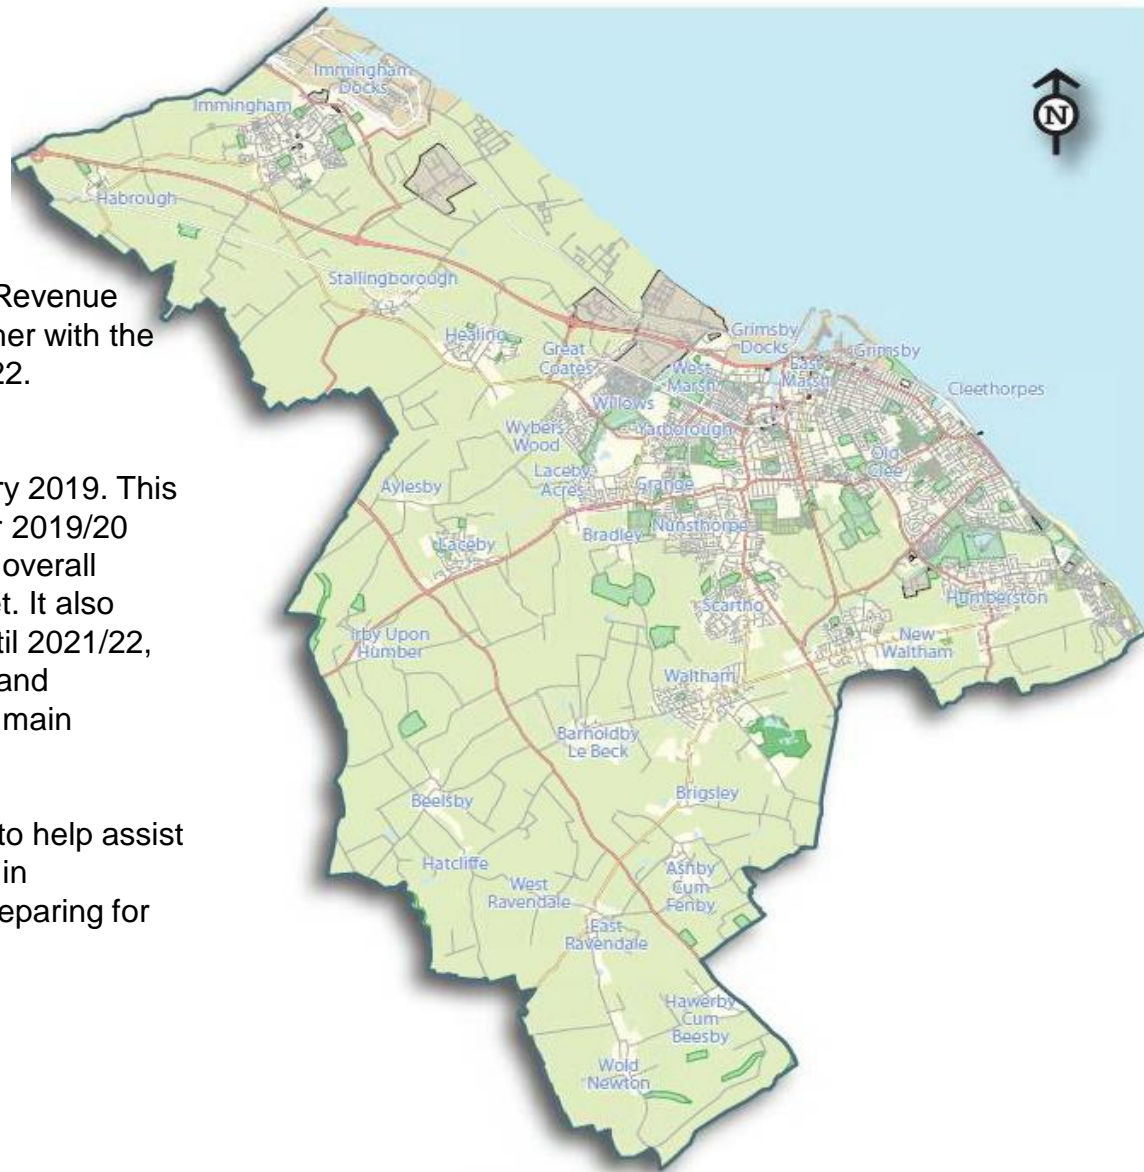 Revenue
her with the
22.
ry 2019. This
r 2019/20
overall
et. It also
til 2021/22,
and
main
to help assist
in
eparing for
N
Immingham
Docks
Immingham
Habrough
Stallingborough
Healing
Great
Coates
Grimsby
Docks
Grimsby
West
Marsh
East
Marsh
Cleethorpes
Willows
Wybers
Wood
Yarborough
Old
Clee
Laceby
Acres
Grange
Aylesby
Nunsthorpe
Bradley
Laceby
Scartho
Humberston
Irby Upon
Humber
New
Waltham
Waltham
Barnoldby
Le Beck
Beelsby
Brigsley
Hatcliffe
Ashby
Cum
Fenby
West
Ravendale
East
Ravendale
Hawerby
Cum
Beesby
Wold
Newton